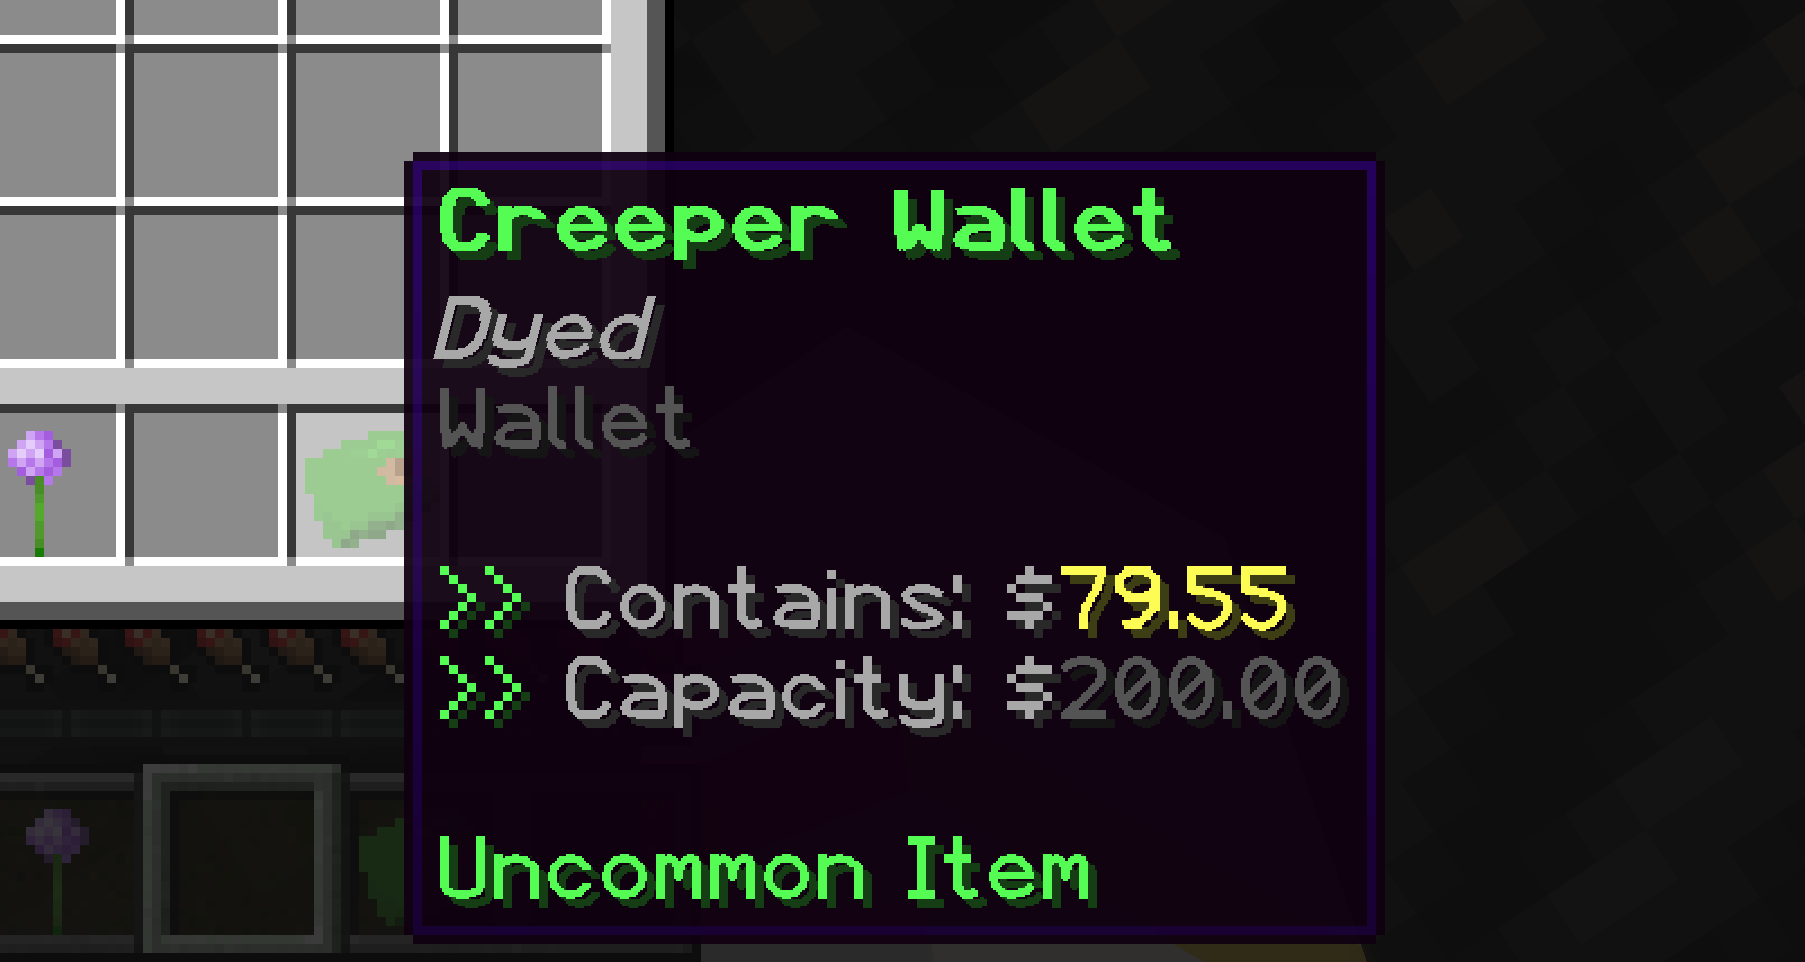 Creeper Wallet
Dyed
Wallet
>> Contains: $79.55
>> Capacity: $200.00
Uncommon Item